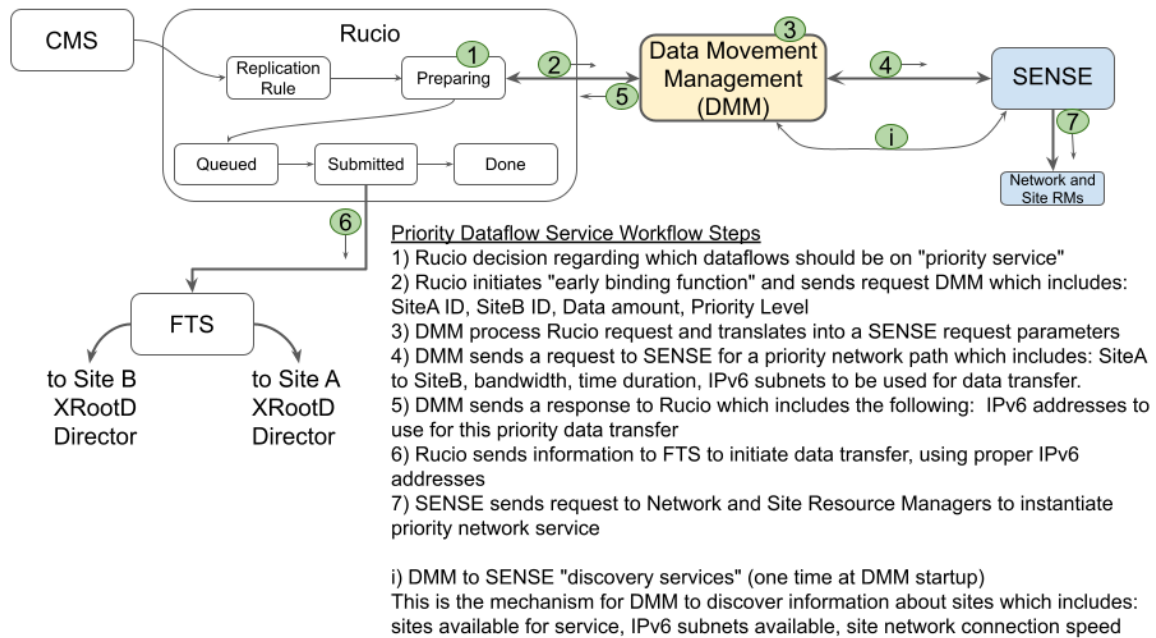 CMS
Rucio
Replication
Rule
1
Preparing
2
5
3
Data Movement
Management
(DMM)
4
i
SENSE
7
Network and
Site RMs
Queued
Submitted
Done
6
FTS
to Site B
XRootD
Director
to Site A
XRootD
Director
Priority Dataflow Service Workflow Steps
1) Rucio decision regarding which dataflows should be on "priority service"
2) Rucio initiates "early binding function" and sends request DMM which includes:
SiteA ID, SiteB ID, Data amount, Priority Level
3) DMM process Rucio request and translates into a SENSE request parameters
4) DMM sends a request to SENSE for a priority network path which includes: SiteA
to SiteB, bandwidth, time duration, IPv6 subnets to be used for data transfer.
5) DMM sends a response to Rucio which includes the following: IPv6 addresses to
use for this priority data transfer
6) Rucio sends information to FTS to initiate data transfer, using proper IPv6
addresses
7) SENSE sends request to Network and Site Resource Managers to instantiate
priority network service
i) DMM to SENSE "discovery services" (one time at DMM startup)
This is the mechanism for DMM to discover information about sites which includes:
sites available for service, IPv6 subnets available, site network connection speed